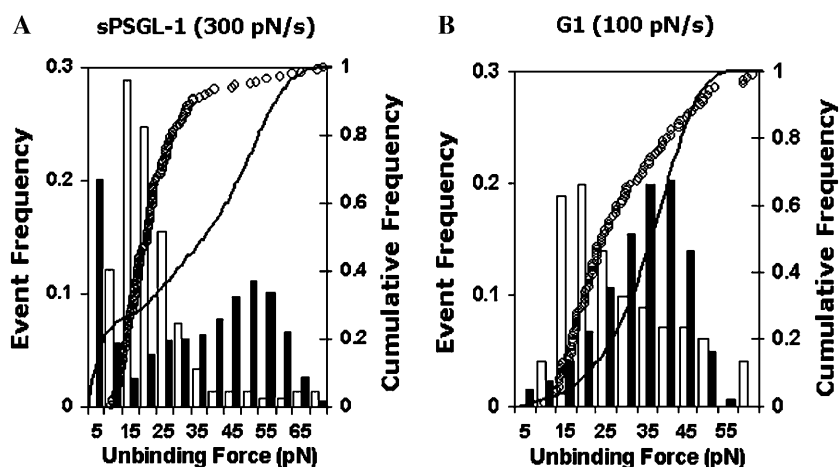 A
sPSGL-1 (300 pN/s)
Event Frequency
0.3
0.2
0.1
0
1
0.8
0.6
0.4
0.2
0
Cumulative Frequency
5 15 25 35 45 55 65
Unbinding Force (pN)
B
G1 (100 pN/s)
Event Frequency
0.3
0.2
0.1
0
1
0.8
0.6
0.4
0.2
0
Cumulative Frequency
5 15 25 35 45 55
Unbinding Force (pN)